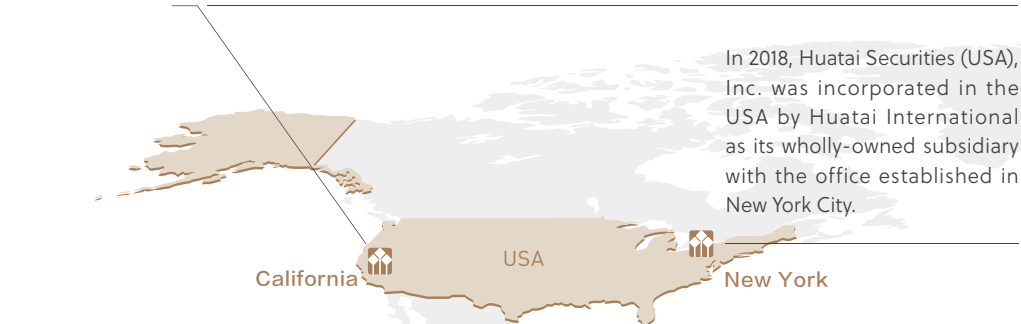 In 2018, Huatai Securities (USA),
Inc. was incorporated in the
USA by Huatai International
as its wholly-owned subsidiary
with the office established in
New York City.
USA
California
New York